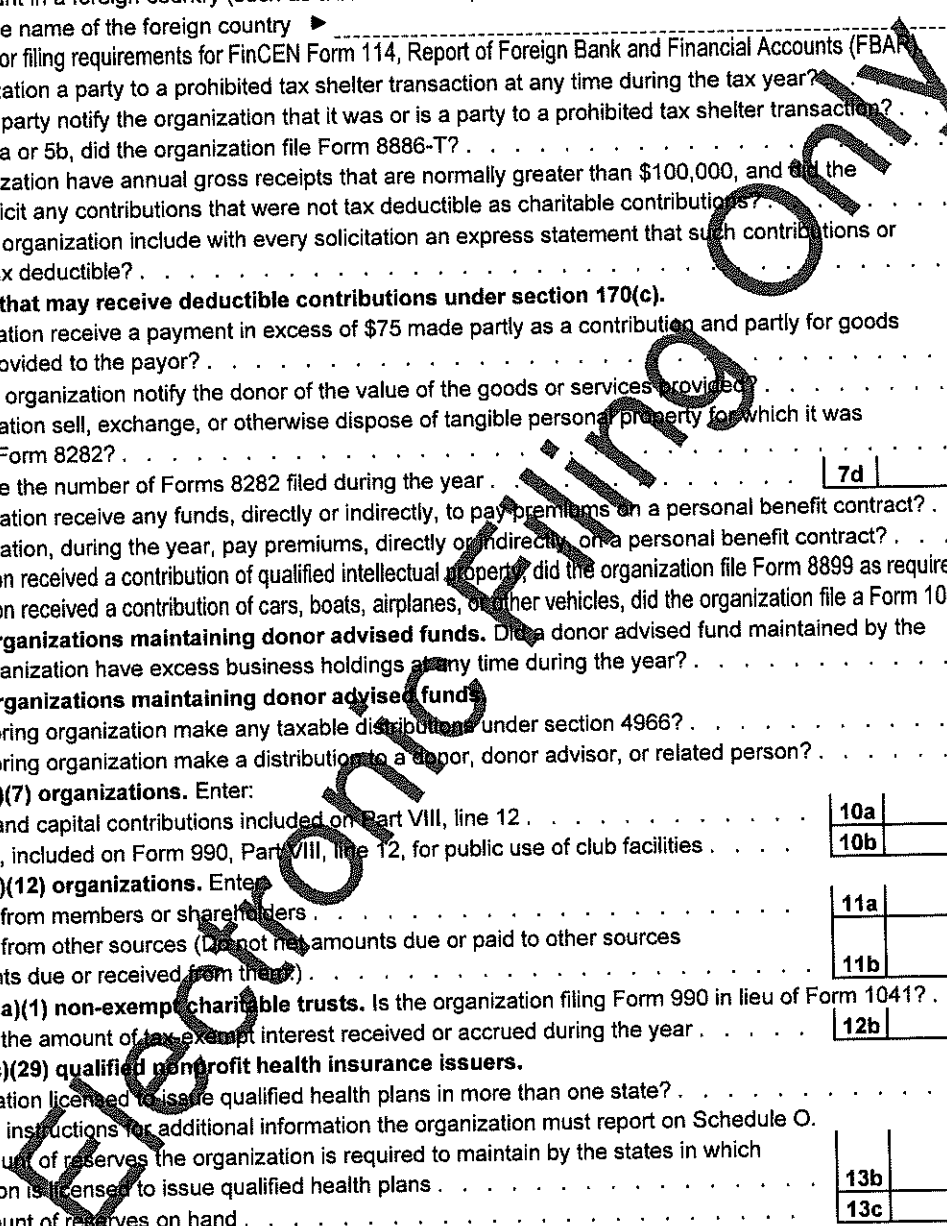 e name of the foreign country ▶
or filing requirements for FinCEN Form 114, Report of Foreign Bank and Financial Accounts (FBAR).
zation a party to a prohibited tax shelter transaction at any time during the tax year? .
party notify the organization that it was or is a party to a prohibited tax shelter transaction? . .
a or 5b, did the organization file Form 8886-T? . . . . . . . . . . . . . . . . . .
zation have annual gross receipts that are normally greater than $100,000, and did the
icit any contributions that were not tax deductible as charitable contributions? . . . . .
organization include with every solicitation an express statement that such contributions or
x deductible? . . . . . . . . . . . . . . . . . . . . . . . . . . . . .
that may receive deductible contributions under section 170(c).
ation receive a payment in excess of $75 made partly as a contribution and partly for goods
ovided to the payor? . . . . . . . . . . . . . . . . . . . . . . . . . .
organization notify the donor of the value of the goods or services provided? . . . . . .
ation sell, exchange, or otherwise dispose of tangible personal property for which it was
Form 8282? . . . . . . . . . . . . . . . . . . . . . . . . . . . . .
e the number of Forms 8282 filed during the year . . . . . . . . . . . . 7d
ation receive any funds, directly or indirectly, to pay premiums on a personal benefit contract? .
ation, during the year, pay premiums, directly or indirectly, on a personal benefit contract? . . .
on received a contribution of qualified intellectual property, did the organization file Form 8899 as require
on received a contribution of cars, boats, airplanes, or other vehicles, did the organization file a Form 10
rganizations maintaining donor advised funds. Did a donor advised fund maintained by the
anization have excess business holdings at any time during the year? . . . . . . . . .
rganizations maintaining donor advised funds.
oring organization make any taxable distributions under section 4966? . . . . . . . . .
oring organization make a distribution to a donor, donor advisor, or related person? . . . . .
)(7) organizations. Enter:
and capital contributions included on Part VIII, line 12 . . . . . . . . . . 10a
, included on Form 990, Part VIII, line 12, for public use of club facilities . . . . 10b
)(12) organizations. Enter:
from members or shareholders . . . . . . . . . . . . . . . . . . 11a
from other sources (Do not net amounts due or paid to other sources
nts due or received from them.) . . . . . . . . . . . . . . . . . . 11b
a)(1) non-exempt charitable trusts. Is the organization filing Form 990 in lieu of Form 1041? .
the amount of tax-exempt interest received or accrued during the year . . . . . 12b
c)(29) qualified nonprofit health insurance issuers.
ation licensed to issue qualified health plans in more than one state? . . . . . . . . . .
instructions for additional information the organization must report on Schedule O.
unt of reserves the organization is required to maintain by the states in which
on is licensed to issue qualified health plans . . . . . . . . . . . . . . 13b
unt of reserves on hand . . . . . . . . . . . . . . . . . . . . . 13c
Electronic Filing Only